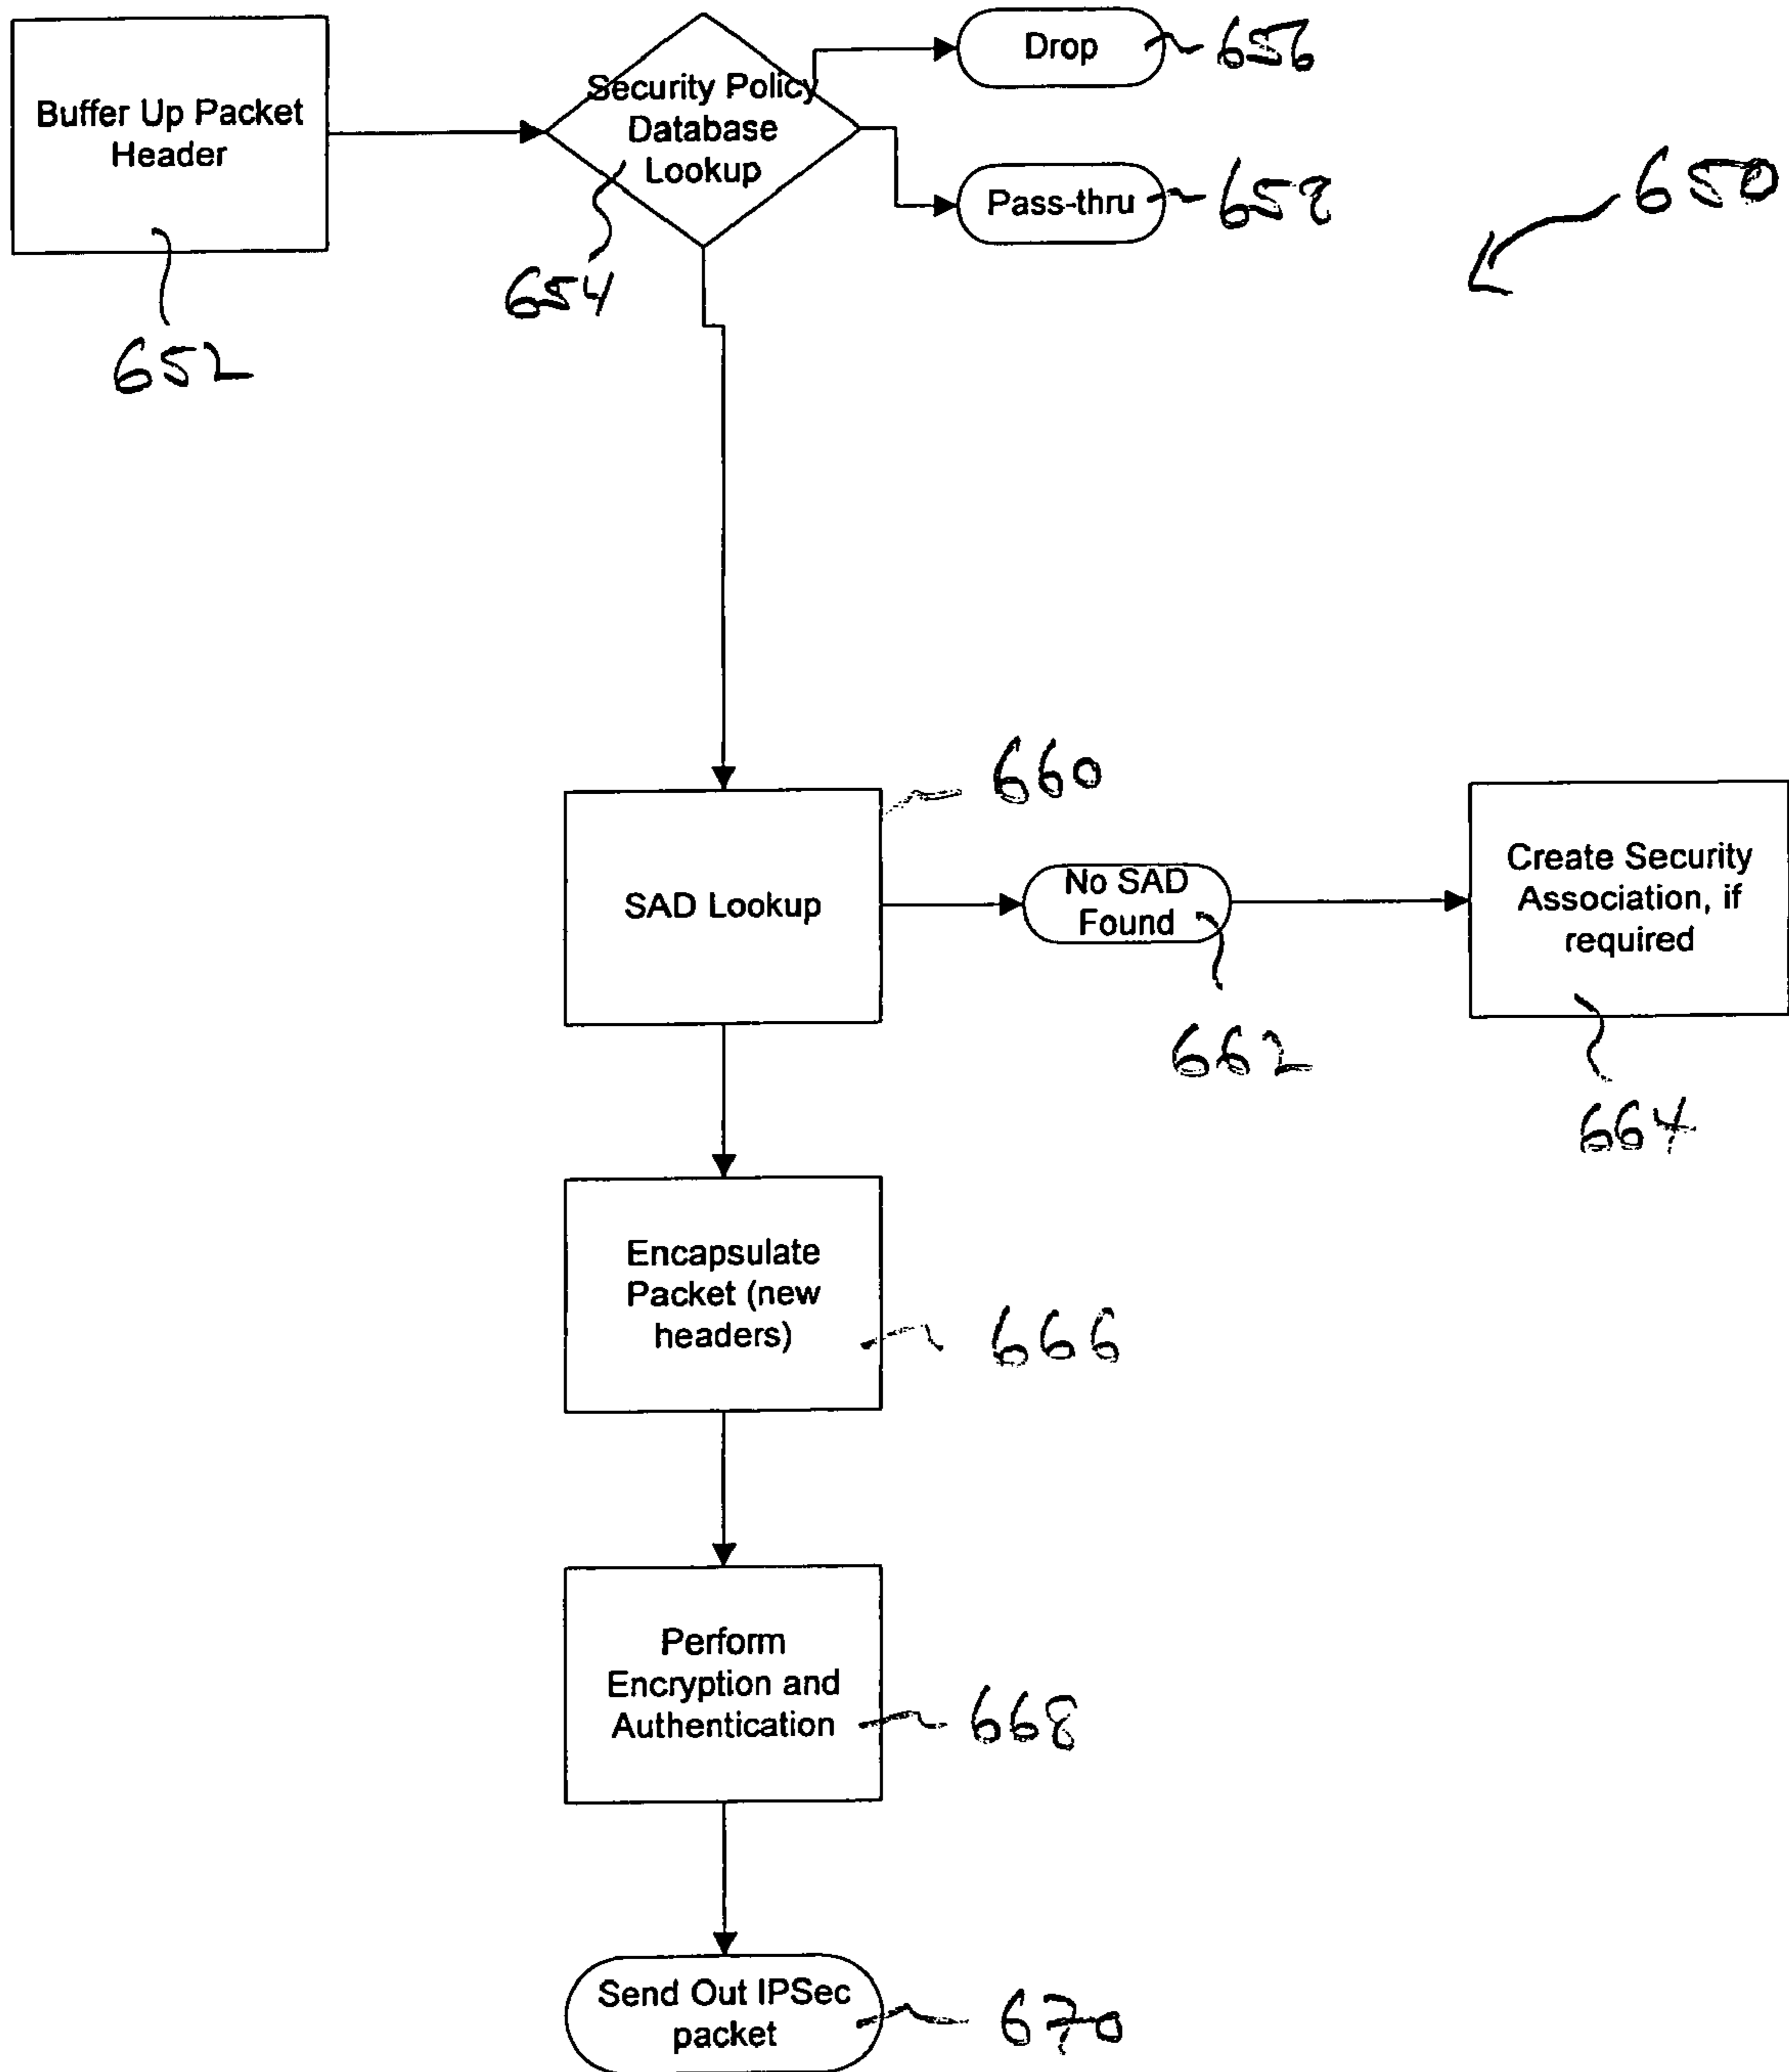 Buffer Up Packet
Header
652
Security Policy
Database
Lookup
654
Drop
656
Pass-thru
658
650
SAD Lookup
660
No SAD
Found
662
Create Security
Association, if
required
664
Encapsulate
Packet (new
headers)
666
Perform
Encryption and
Authentication
668
Send Out IPSec
packet
670